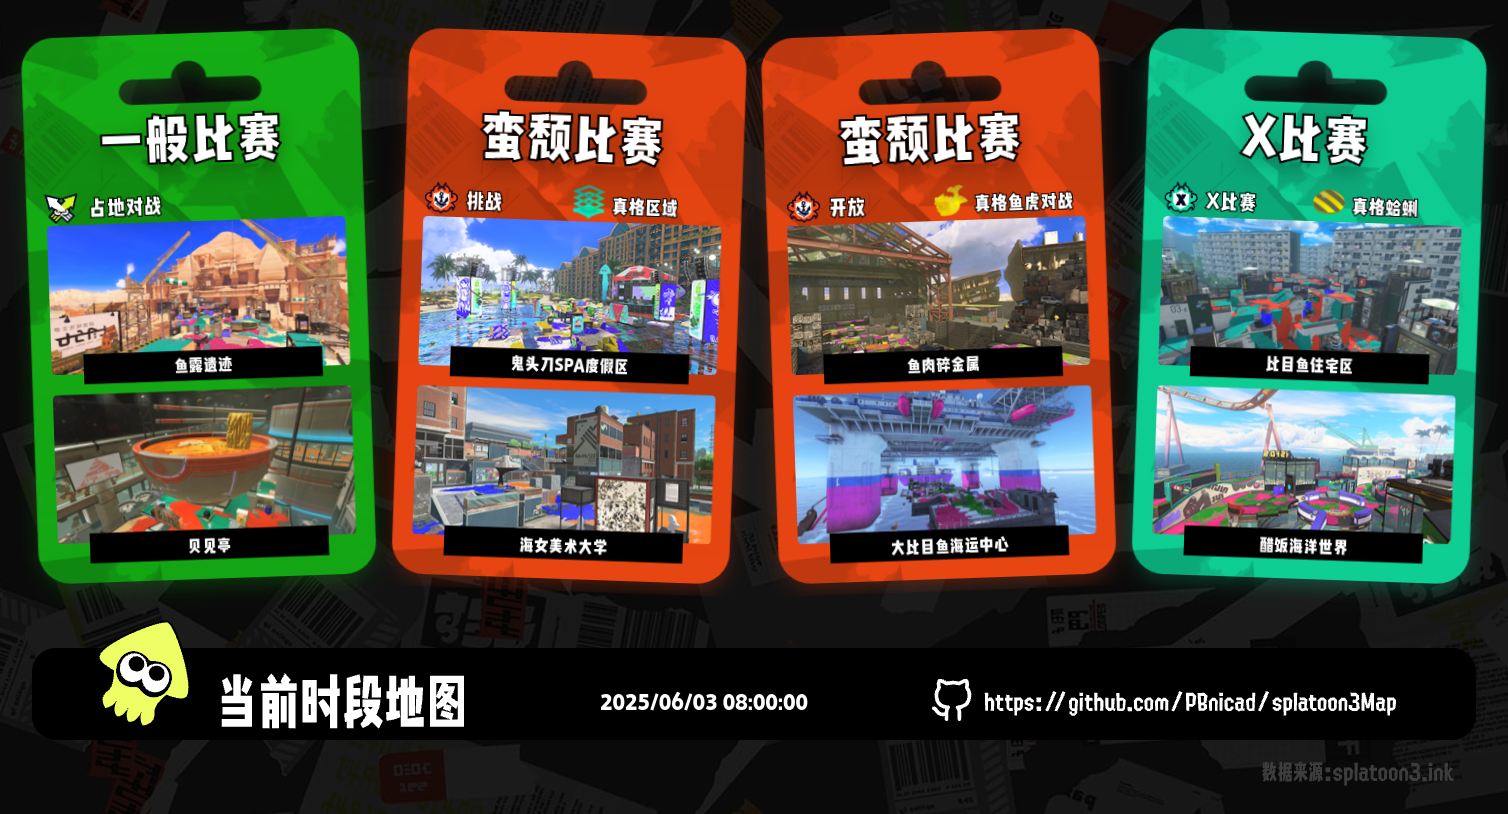 一般比赛
占地对战
鱼露遗迹
贝见亭
蛮颓比赛
挑战
真格区域
鬼头刀SPA度假区
海女美术大学
蛮颓比赛
开放
真格鱼虎对战
鱼肉碎金属
大比目鱼海运中心
X比赛
X比赛
真格蛤蜊
比目鱼住宅区
醋饭海洋世界
当前时段地图
2025/06/03 08:00:00
https://github.com/PBnicad/splatoon3Map
数据来源:splatoon3.ink